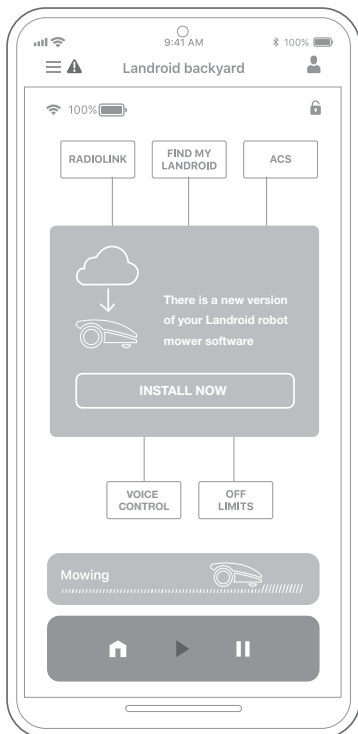 9:41 AM
100%
Landroid backyard
100%
RADIOLINK
FIND MY
LANDROID
ACS
There is a new version
of your Landroid robot
mower software
INSTALL NOW
VOICE
CONTROL
OFF
LIMITS
Mowing